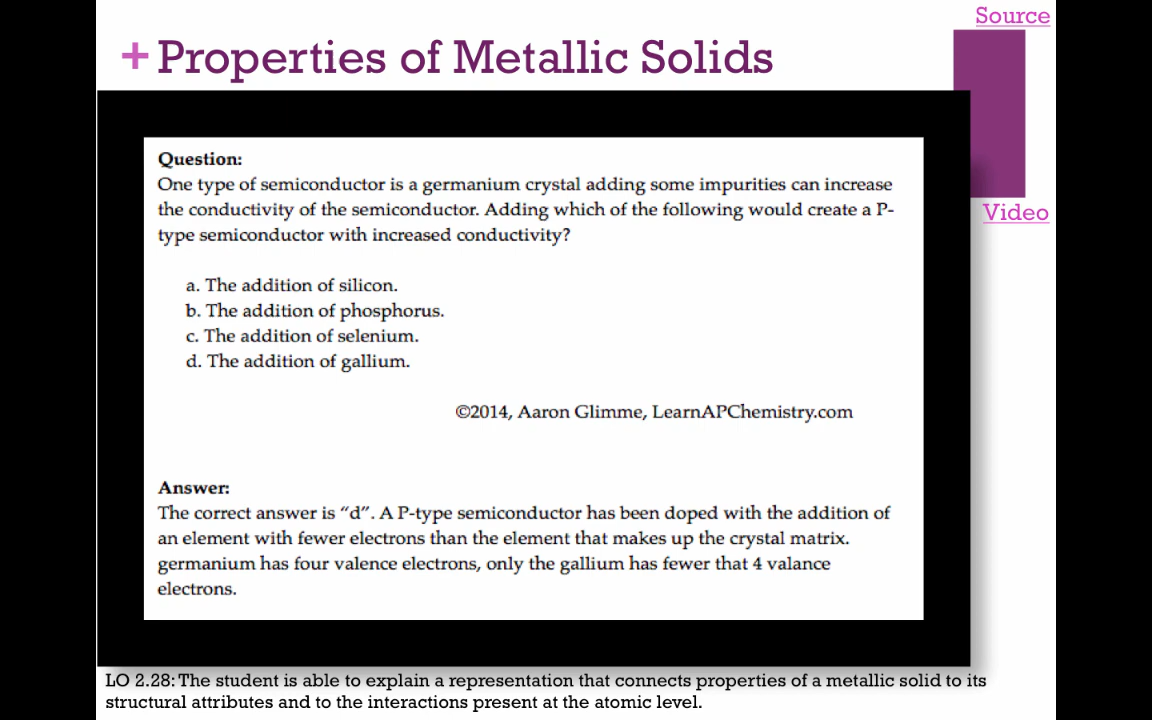 Source
+ Properties of Metallic Solids
Question:
One type of semiconductor is a germanium crystal adding some impurities can increase
the conductivity of the semiconductor. Adding which of the following would create a P-
type semiconductor with increased conductivity?
a. The addition of silicon.
b. The addition of phosphorus.
c. The addition of selenium.
d. The addition of gallium.
©2014, Aaron Glimme, LearnAPChemistry.com
Video
Answer:
The correct answer is “d”. A P-type semiconductor has been doped with the addition of
an element with fewer electrons than the element that makes up the crystal matrix.
germanium has four valence electrons, only the gallium has fewer that 4 valance
electrons.
LO 2.28: The student is able to explain a representation that connects properties of a metallic solid to its
structural attributes and to the interactions present at the atomic level.